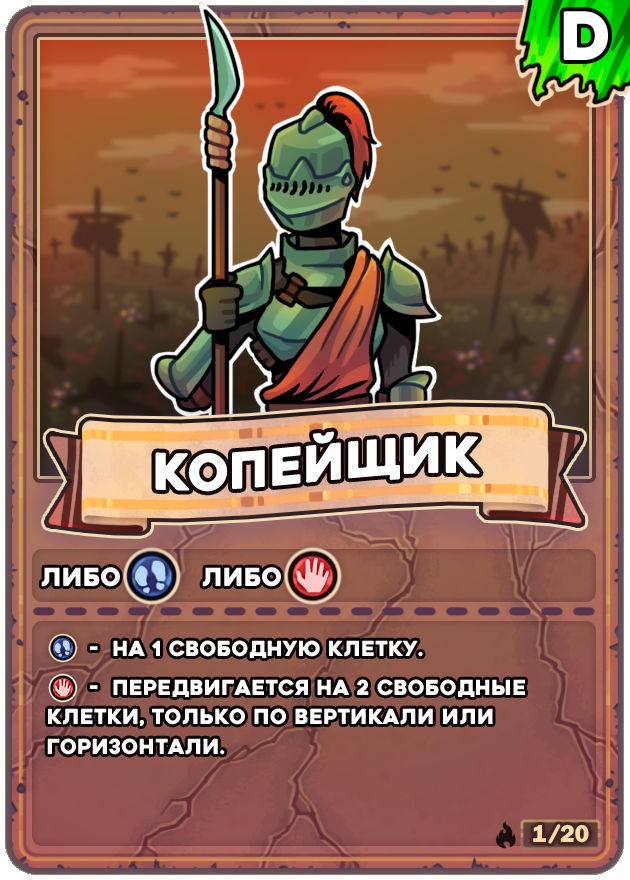 D
КОПЕЙЩИК
ЛИБО ЛИБО
- НА 1 СВОБОДНУЮ КЛЕТКУ.
- ПЕРЕДВИГАЕТСЯ НА 2 СВОБОДНЫЕ
КЛЕТКИ, ТОЛЬКО ПО ВЕРТИКАЛИ ИЛИ
ГОРИЗОНТАЛИ.
1/20